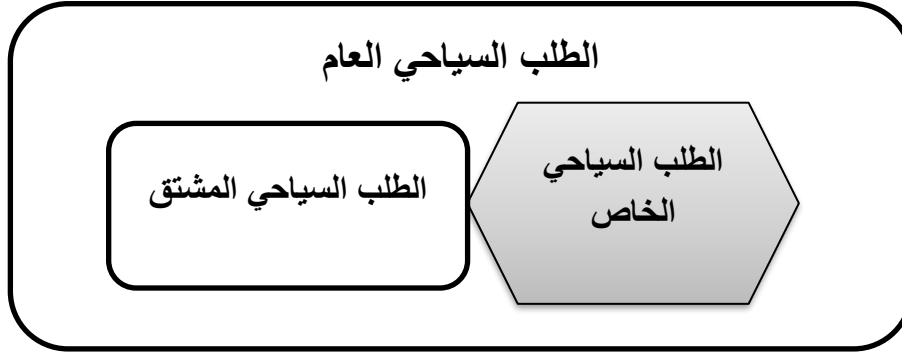 الطلب السياحي العام
الطلب السياحي
الخاص
الطلب السياحي المشتق